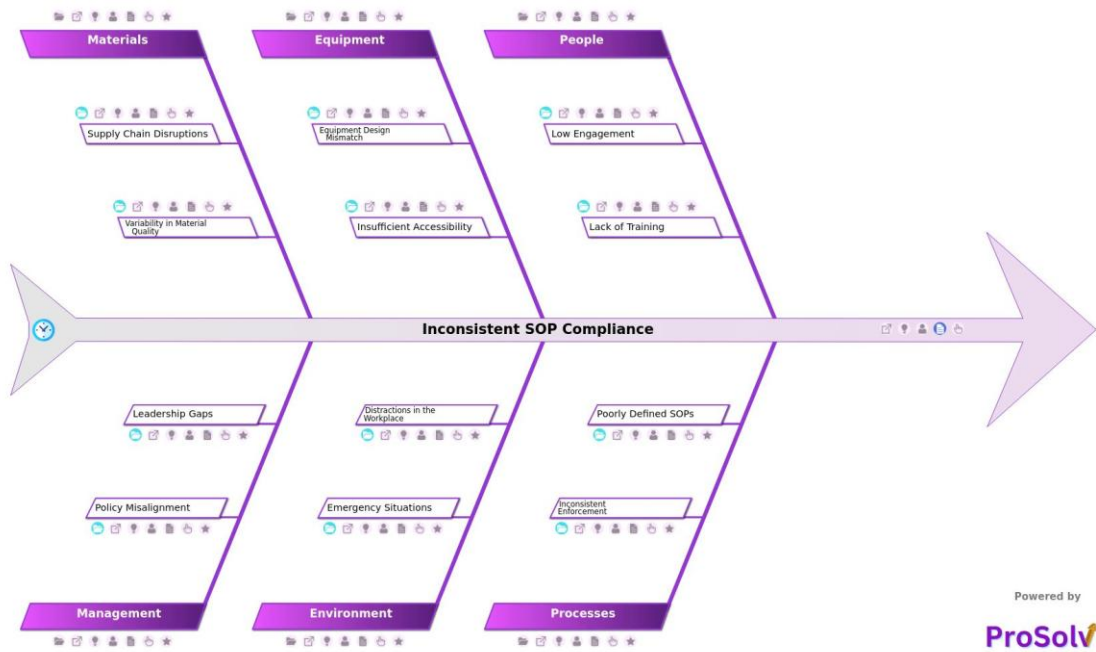 Materials
Equipment
People
Supply Chain Disruptions
Equipment Design
Mismatch
Low Engagement
Variability in Material
Quality
Insufficient Accessibility
Lack of Training
Inconsistent SOP Compliance
Leadership Gaps
Distractions in the
Workplace
Poorly Defined SOPs
Policy Misalignment
Emergency Situations
Inconsistent
Enforcement
Management
Environment
Processes
Powered by
ProSolv